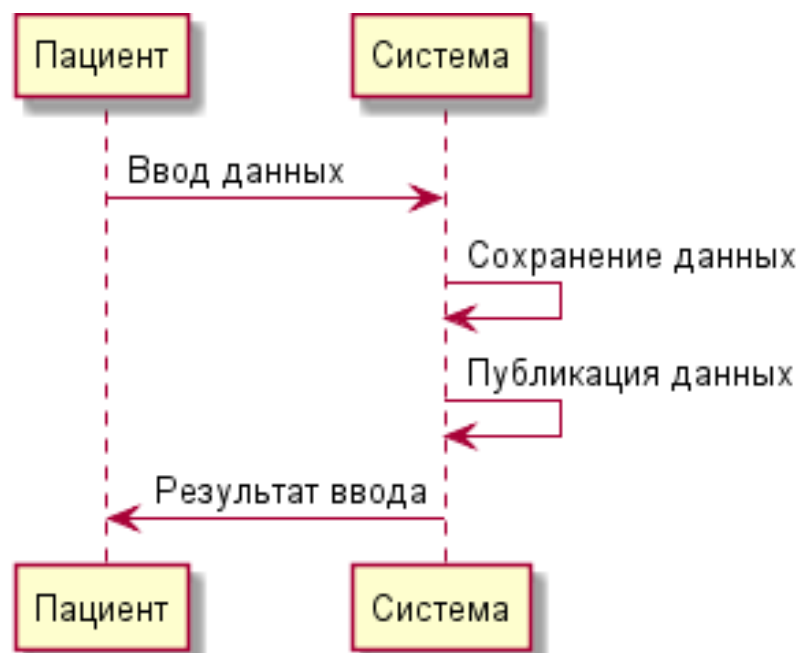 Пациент
Система
Ввод данных
Сохранение данных
Публикация данных
Результат ввода
Пациент
Система